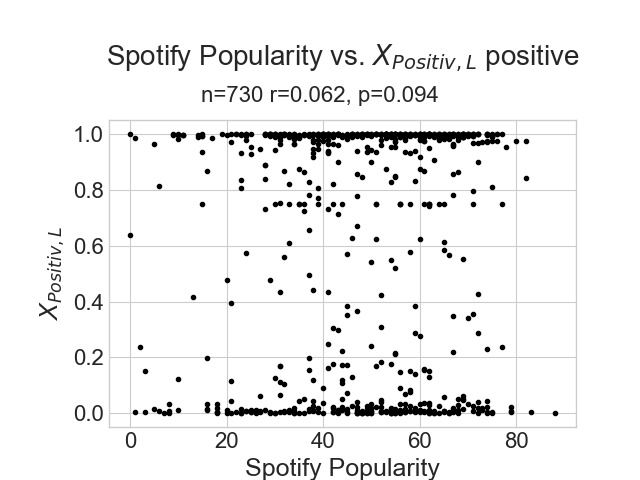 Spotify Popularity vs. X_{Positiv, L} positive
n=730 r=0.062, p=0.094
1.0
0.8
0.6
0.4
0.2
0.0
X_{Positiv, L}
0 20 40 60 80
Spotify Popularity